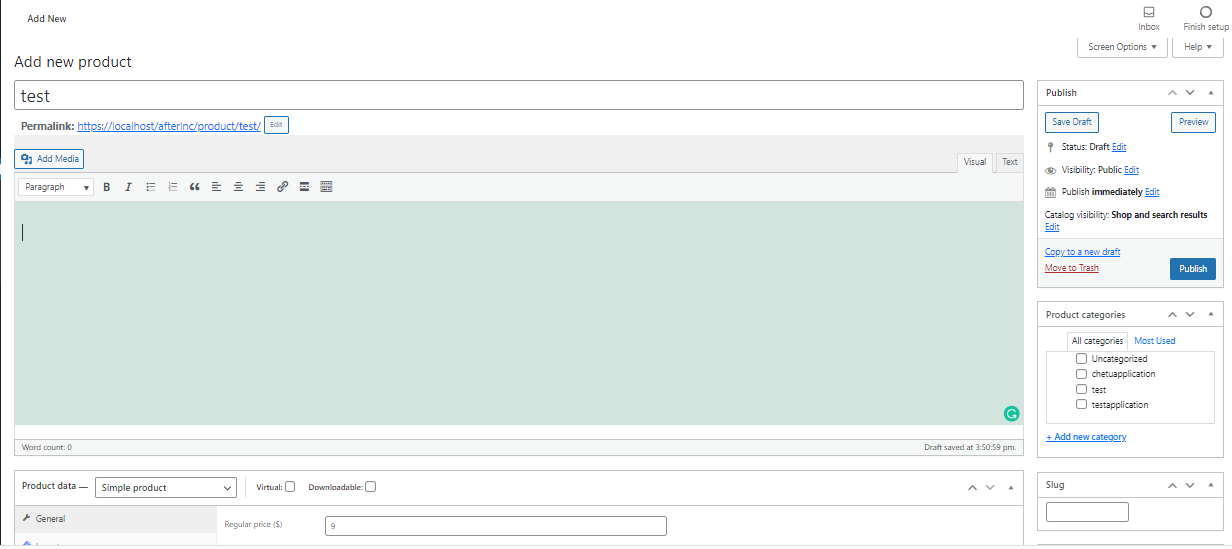 Add New
Inbox
Finish setup
Screen Options
Help
Add new product
test
Permalink: https://localhost/afterinc/product/test/ Edit
Add Media
Visual Text
Paragraph
Word count: 0
Draft saved at 3:50:59 pm.
Product data — Simple product Virtual: Downloadable:
General
Regular price ($) 9
Publish
Save Draft Preview
Status: Draft Edit
Visibility: Public Edit
Publish immediately Edit
Catalog visibility: Shop and search results
Edit
Copy to a new draft
Move to Trash
Publish
Product categories
All categories Most Used
Uncategorized
chetuapplication
test
testapplication
+ Add new category
Slug